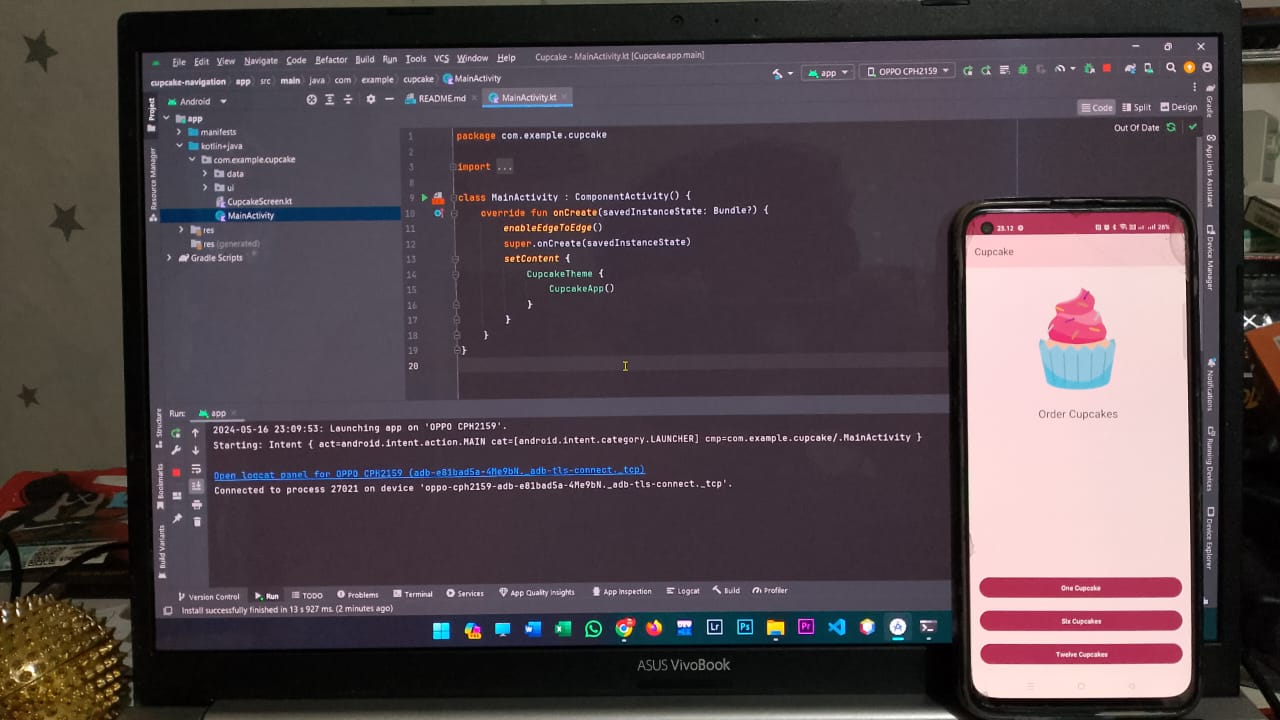 File Edit View Navigate Code Refactor Build Run Tools VCS Window Help Cupcake - MainActivity.kt [Cupcake.app.main]
cupcake-navigation app src main java com example cupcake MainActivity app OPPO CPH2159
Project
Android
README.md MainActivity.kt
Code Split Design
Gradle
app
manifests
kotlin+java
com.example.cupcake
data
ui
CupcakeScreen.kt
MainActivity
res
res (generated)
Gradle Scripts
Resource Manager
Out Of Date
1 package com.example.cupcake
2
3 import ...
8
9 class MainActivity : ComponentActivity() {
10 override fun onCreate(savedInstanceState: Bundle?) {
11 enableEdgeToEdge()
12 super.onCreate(savedInstanceState)
13 setContent {
14 CupcakeTheme {
15 CupcakeApp()
16 }
17 }
18 }
19 }
20
App Links Assistant
Device Manager
Notifications
Running Devices
Device Explorer
Structure
Bookmarks
Build Variants
Run: app
2024-05-16 23:09:53: Launching app on 'OPPO CPH2159'.
Starting: Intent { act=android.intent.action.MAIN cat=[android.intent.category.LAUNCHER] cmp=com.example.cupcake/.MainActivity }
Open logcat panel for OPPO CPH2159 (adb-e81bad5a-4Me9bN._adb-tls-connect._tcp)
Connected to process 27021 on device 'oppo-cph2159-adb-e81bad5a-4Me9bN._adb-tls-connect._tcp'.
Version Control Run TODO Problems Terminal Services App Quality Insights App Inspection Logcat Build Profiler
Install successfully finished in 13 s 927 ms. (2 minutes ago)
Lr Ps Pr
ASUS VivoBook
23.12 26%
Cupcake
Order Cupcakes
One Cupcake
Six Cupcakes
Twelve Cupcakes